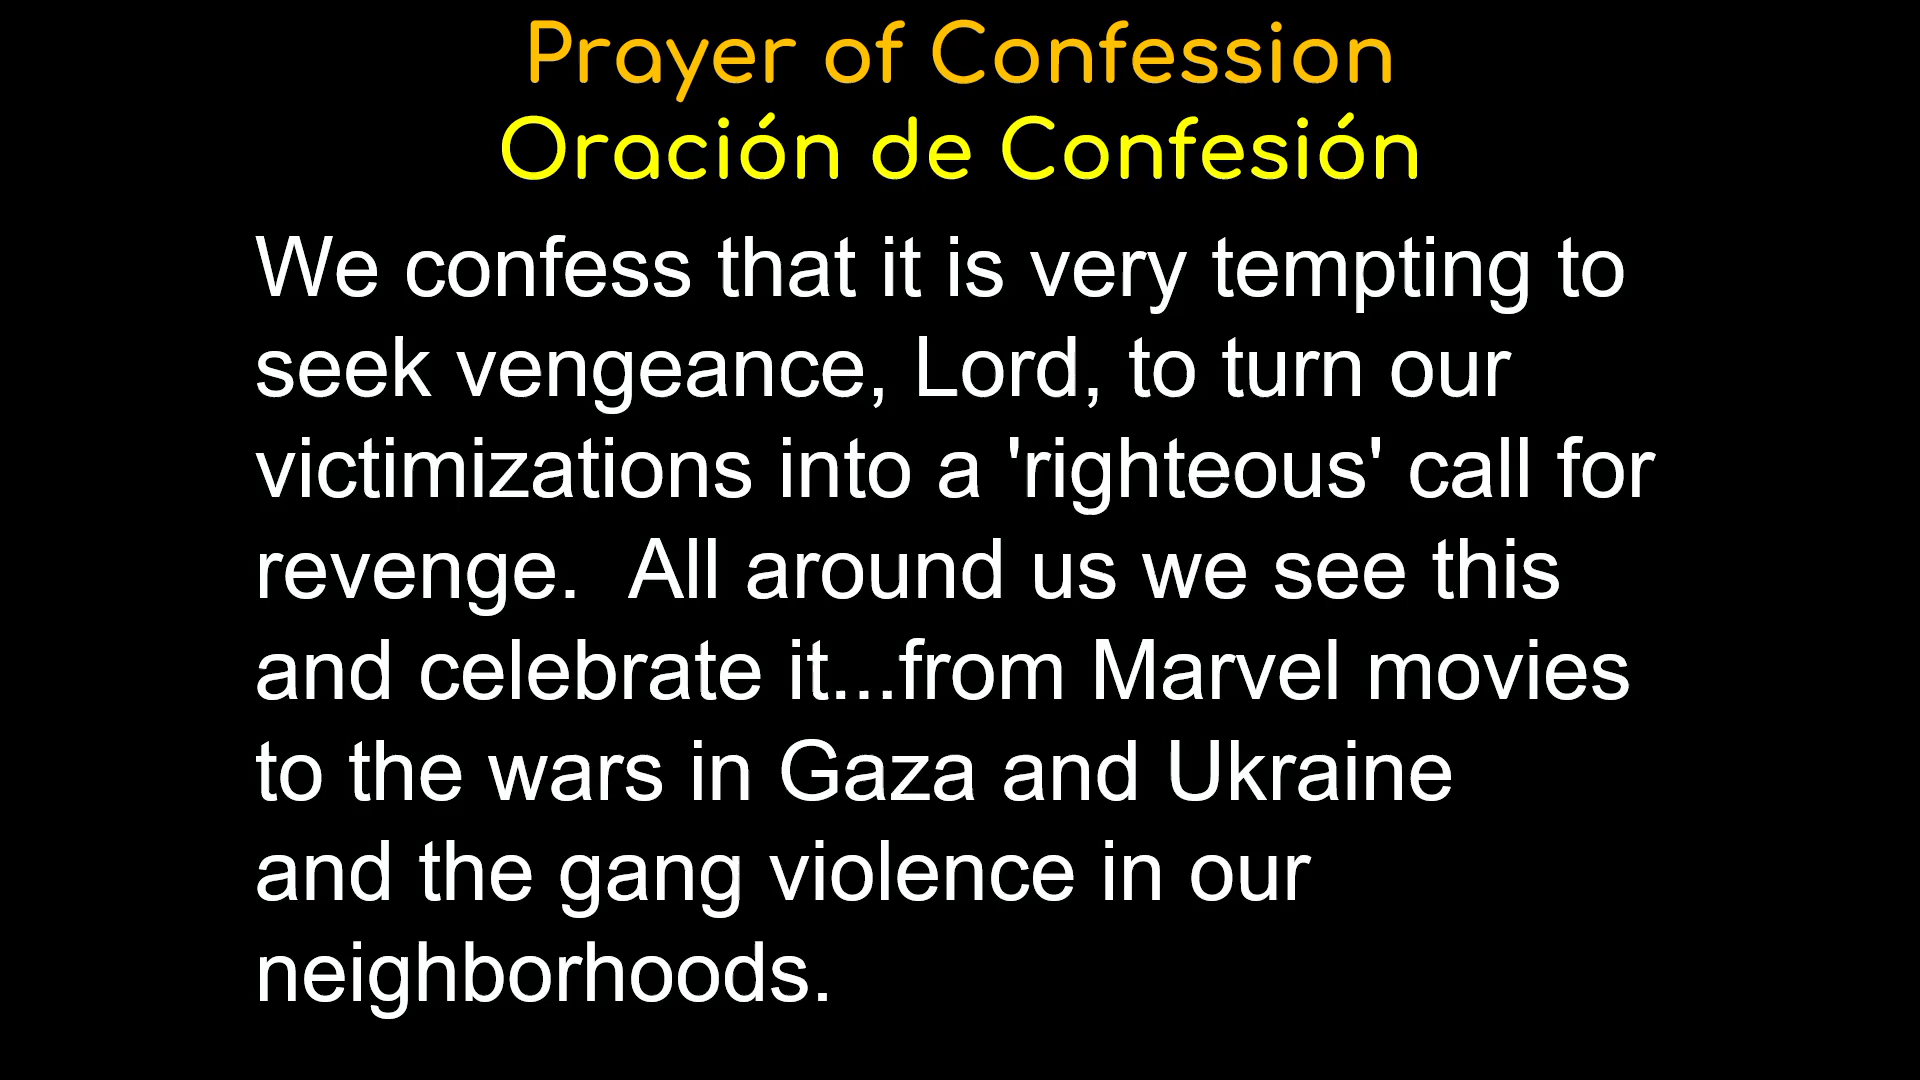 Prayer of Confession
Oración de Confesión
We confess that it is very tempting to
seek vengeance, Lord, to turn our
victimizations into a 'righteous' call for
revenge.  All around us we see this
and celebrate it...from Marvel movies
to the wars in Gaza and Ukraine
and the gang violence in our
neighborhoods.